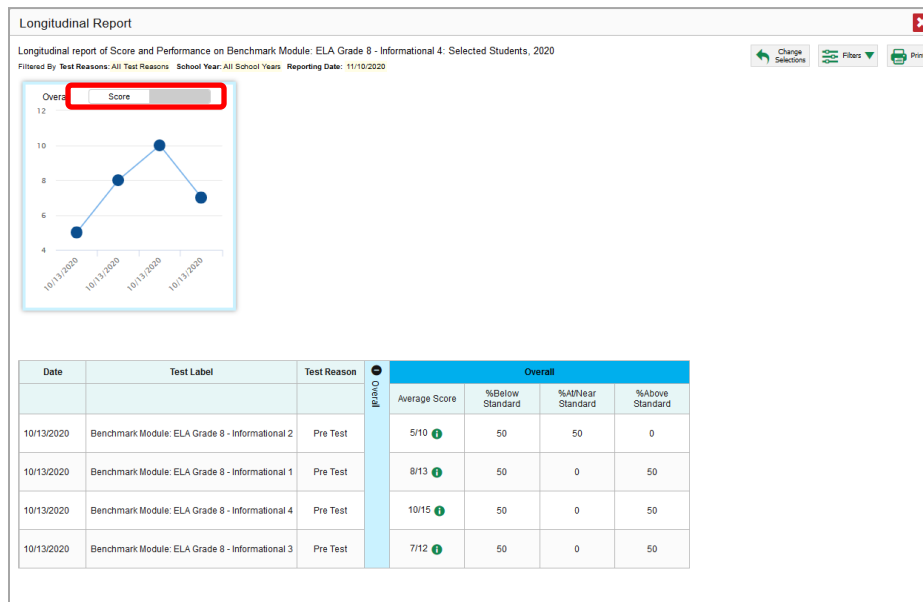 Longitudinal Report
Longitudinal report of Score and Performance on Benchmark Module: ELA Grade 8 - Informational 4: Selected Students, 2020
Filtered By Test Reasons: All Test Reasons School Year: All School Years Reporting Date: 11/10/2020
Change Selections
Filters
Print
Score
12
10
8
6
4
10/13/2020 10/13/2020 10/13/2020 10/13/2020
Date Test Label Test Reason Overall Overall
Average Score %Below Standard %At/Near Standard %Above Standard
10/13/2020 Benchmark Module: ELA Grade 8 - Informational 2 Pre Test 5/10 50 50 0
10/13/2020 Benchmark Module: ELA Grade 8 - Informational 1 Pre Test 8/13 50 0 50
10/13/2020 Benchmark Module: ELA Grade 8 - Informational 4 Pre Test 10/15 50 0 50
10/13/2020 Benchmark Module: ELA Grade 8 - Informational 3 Pre Test 7/12 50 0 50